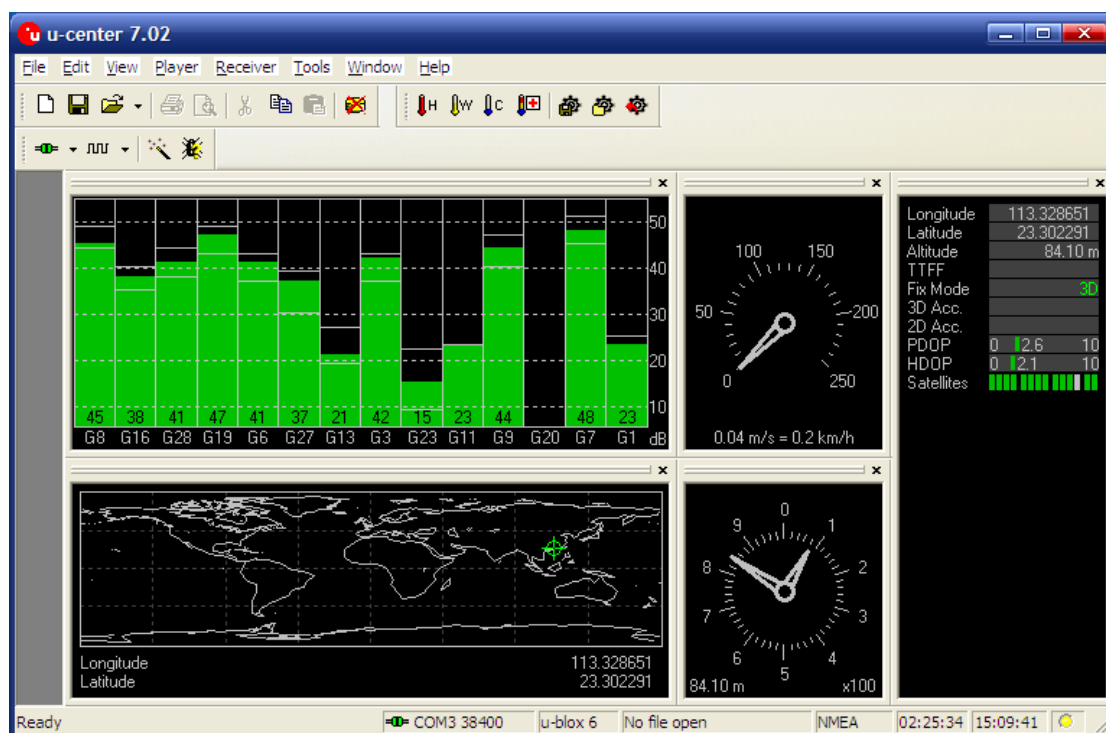 u-center 7.02
File Edit View Player Receiver Tools Window Help
H W C
50
40
30
20
10
45 38 41 47 41 37 21 42 15 23 44 48 23
G8 G16 G28 G19 G6 G27 G13 G3 G23 G11 G9 G20 G7 G1 dB
100 150
50 200
0 250
0.04 m/s = 0.2 km/h
Longitude 113.328651
Latitude 23.302291
Altitude 84.10 m
TTFF
Fix Mode 3D
3D Acc.
2D Acc.
PDOP 0 2.6 10
HDOP 0 2.1 10
Satellites
Longitude 113.328651
Latitude 23.302291
0
9 1
8 2
7 3
6 4
5
84.10 m x100
Ready COM3 38400 u-blox 6 No file open NMEA 02:25:34 15:09:41